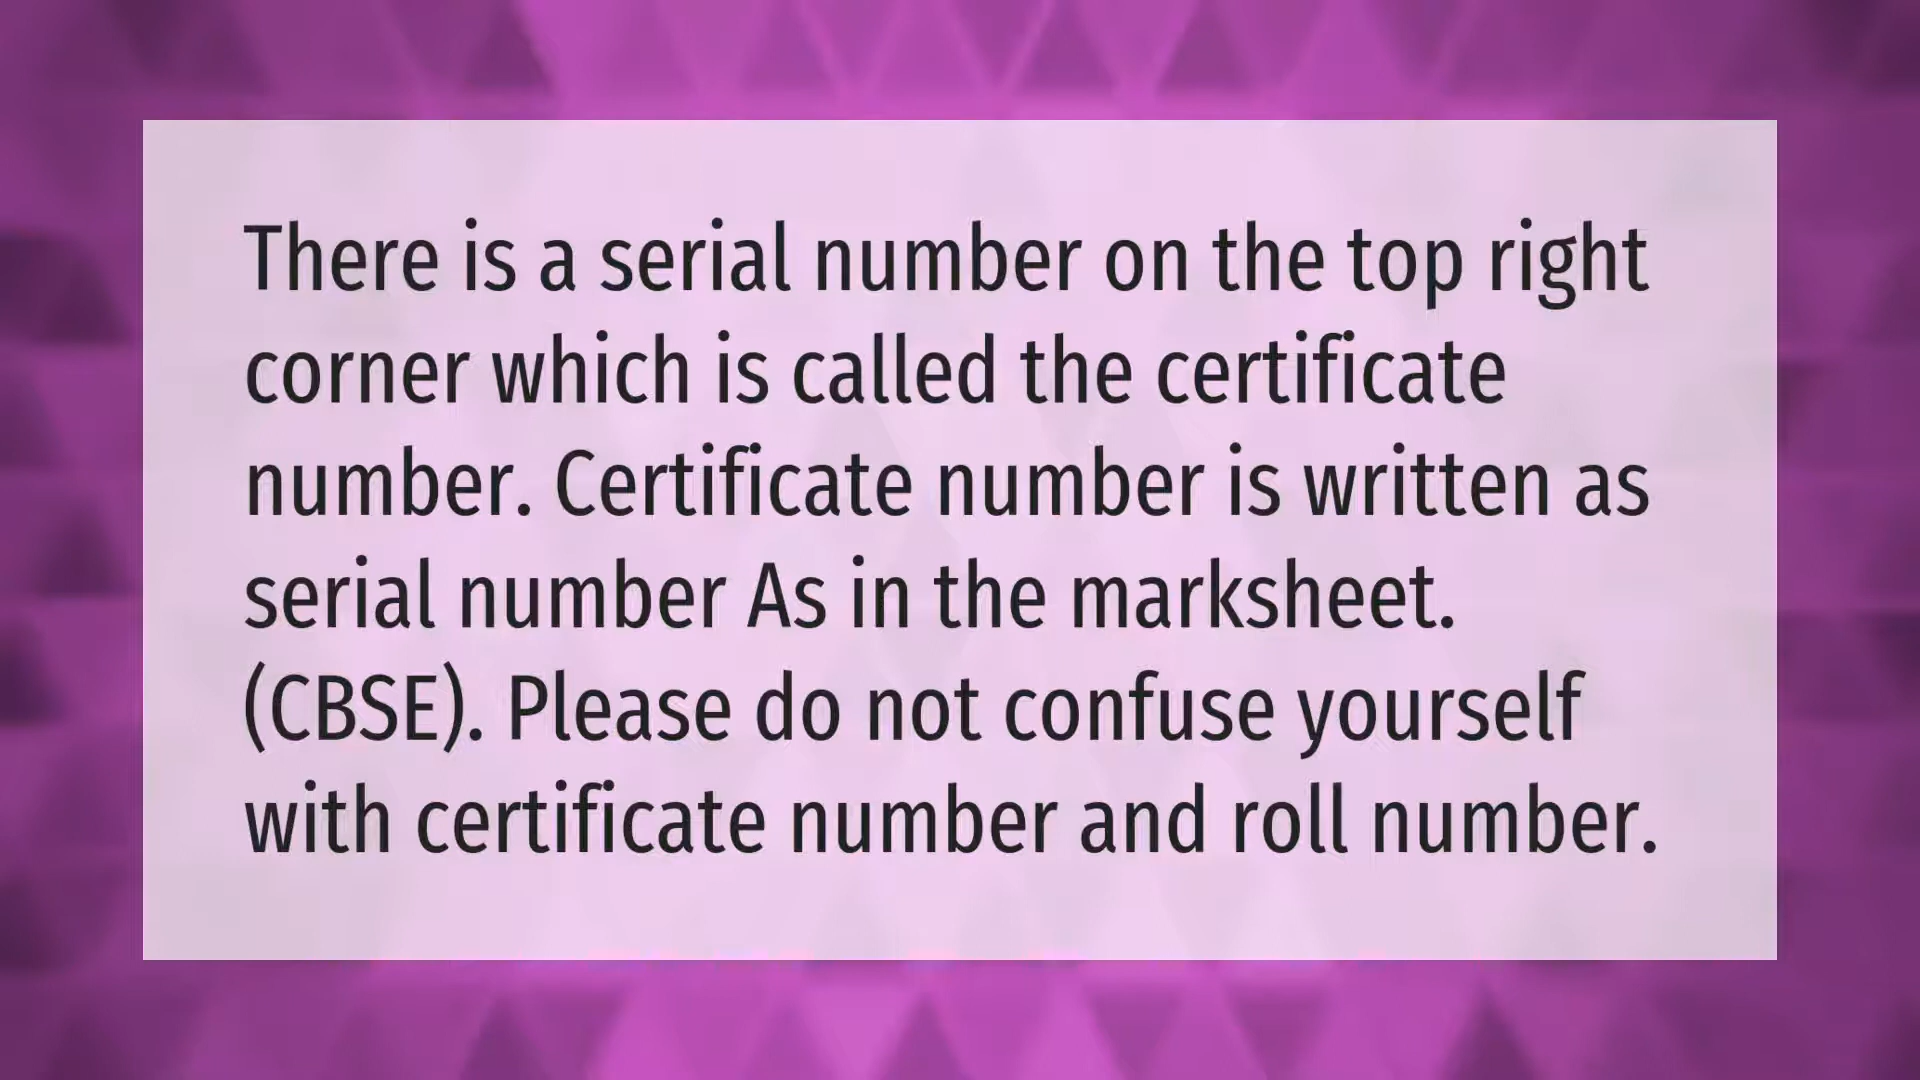 There is a serial number on the top right
corner which is called the certificate
number. Certificate number is written as
serial number As in the marksheet.
(CBSE). Please do not confuse yourself
with certificate number and roll number.